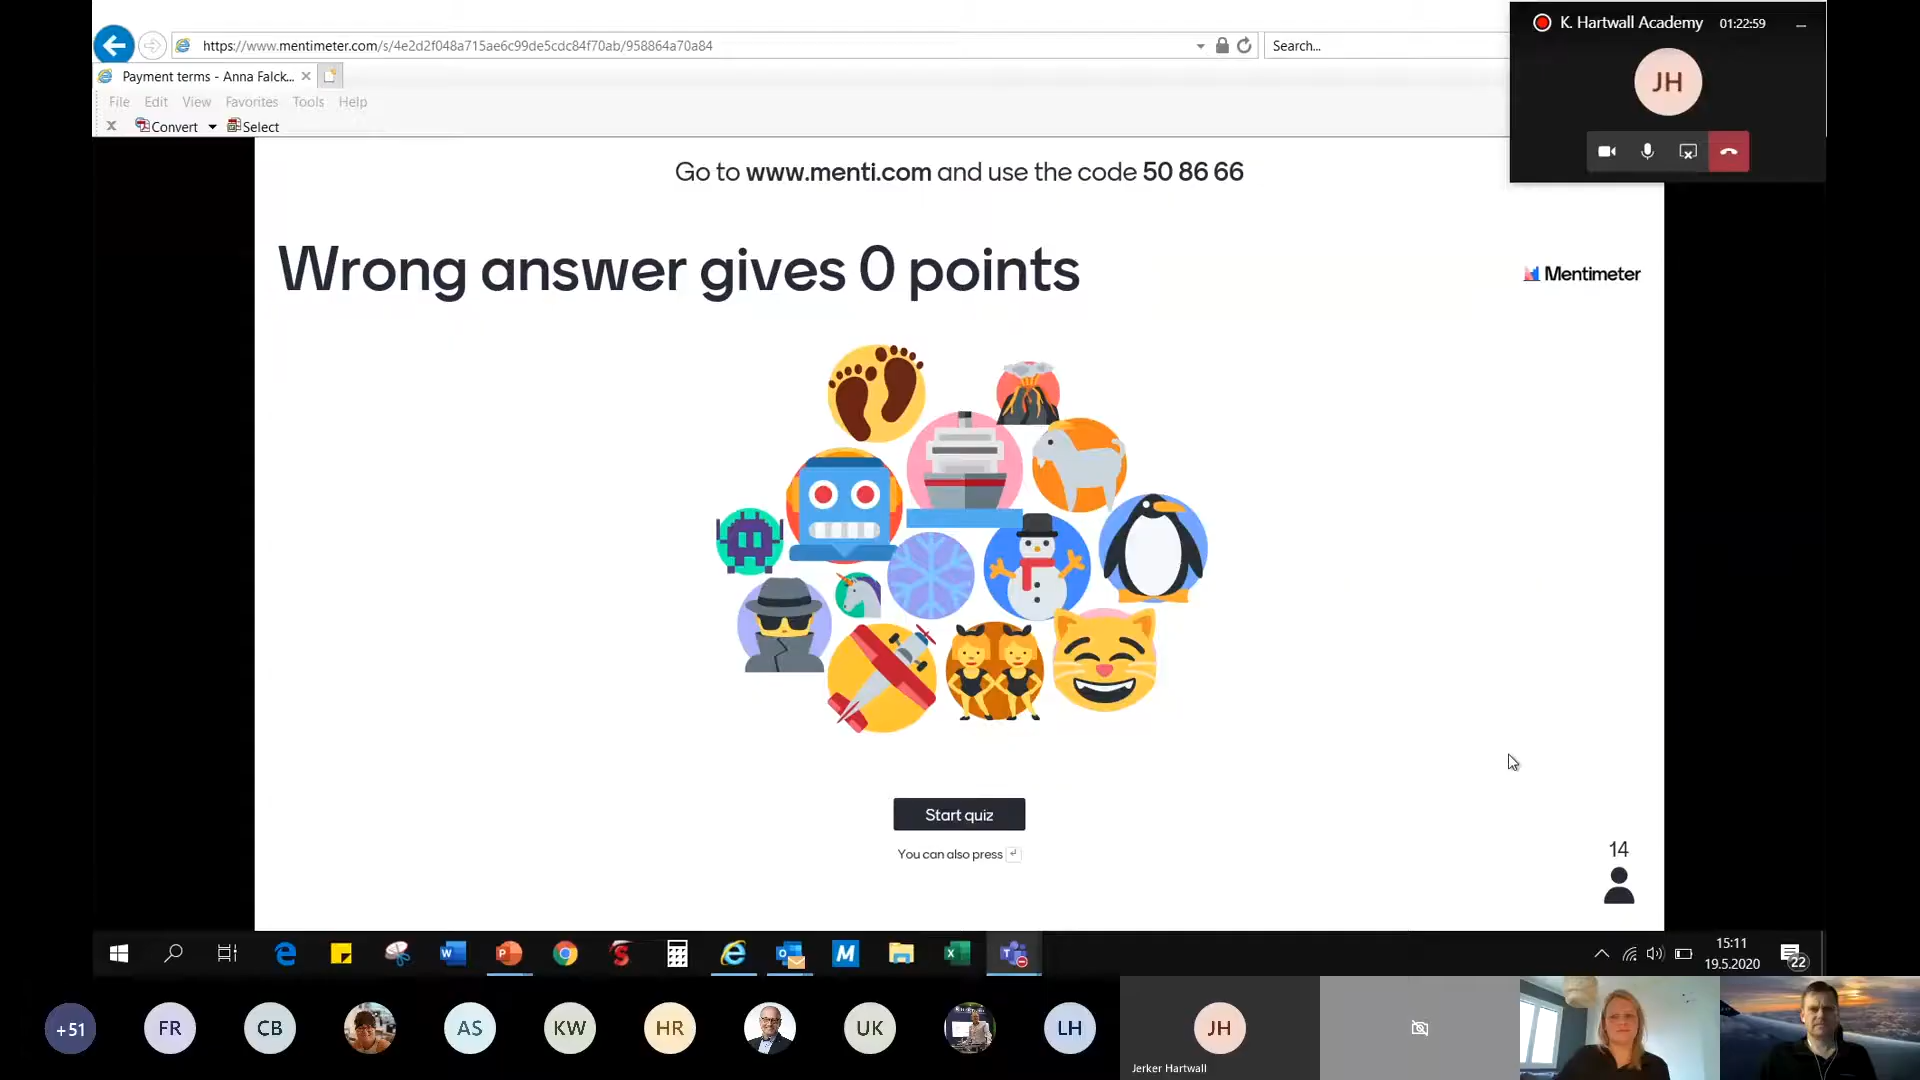 https://www.mentimeter.com/s/4e2d2f048a715ae6c99de5cdc84f70ab/958864a70a84
Search...
K. Hartwall Academy
01:22:59
JH
Payment terms - Anna Falck...
File Edit View Favorites Tools Help
Convert
Select
Go to www.menti.com and use the code 50 86 66
Wrong answer gives 0 points
Mentimeter
Start quiz
You can also press
14
15:11
19.5.2020
22
+51
FR
CB
AS
KW
HR
UK
LH
JH
Jerker Hartwall